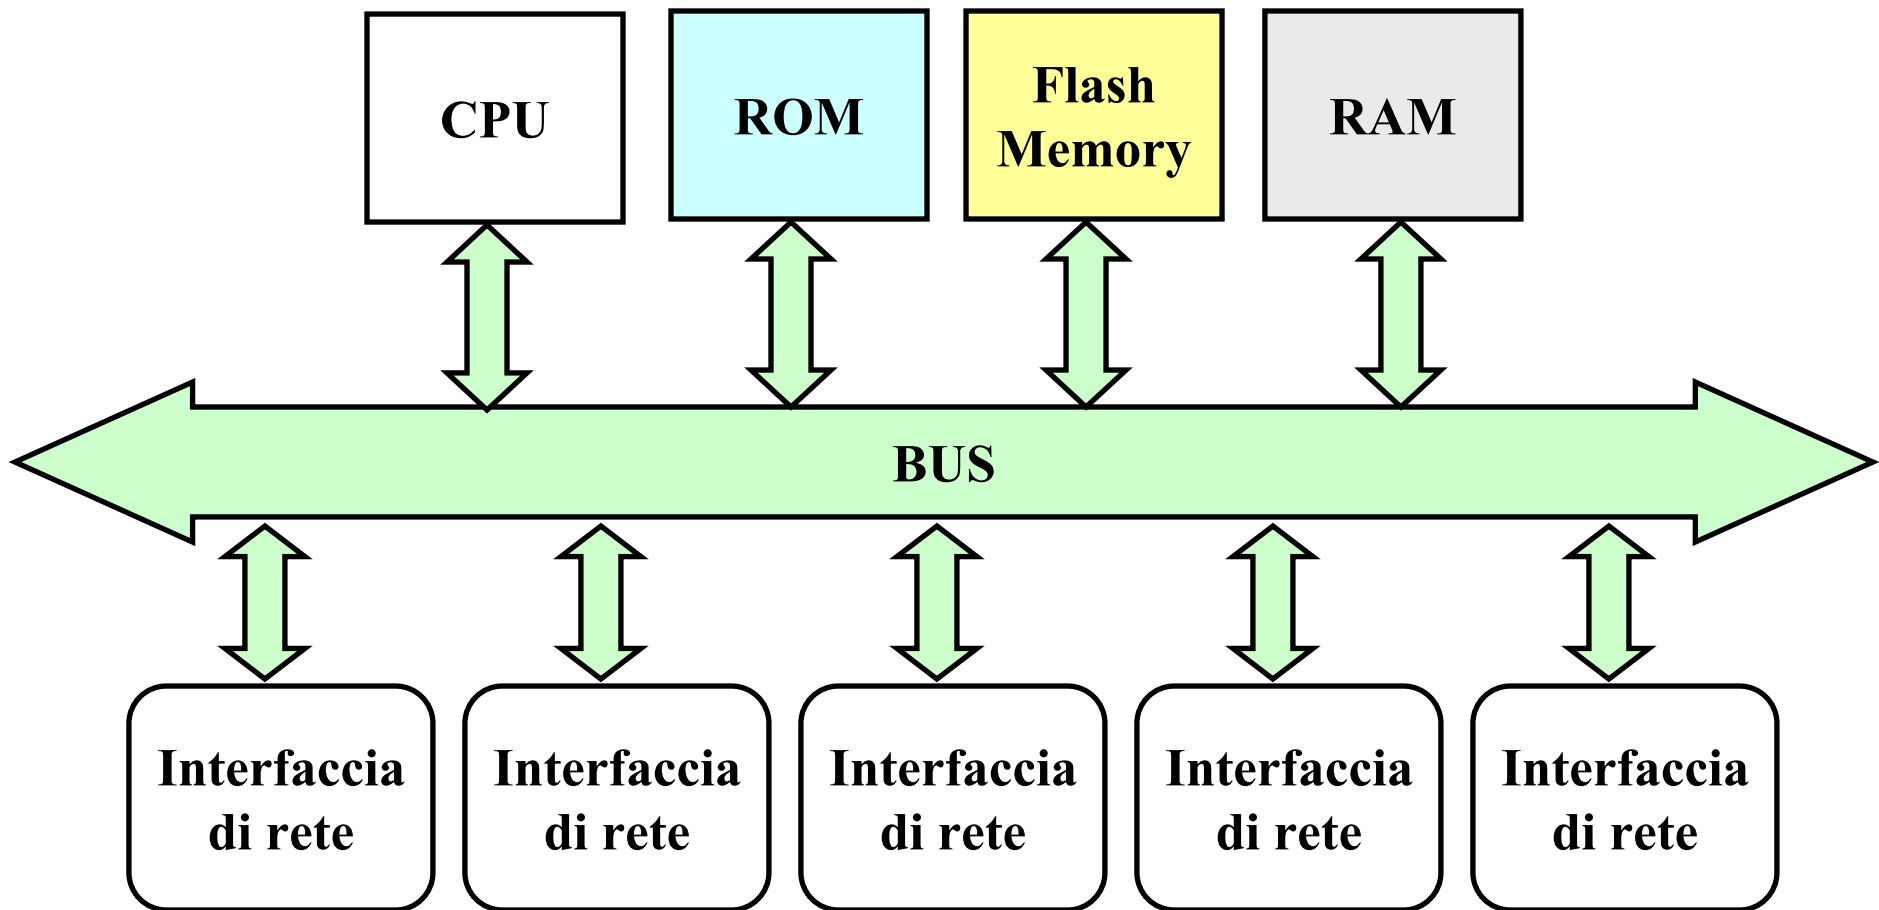 CPU
ROM
Flash
Memory
RAM
BUS
Interfaccia
di rete
Interfaccia
di rete
Interfaccia
di rete
Interfaccia
di rete
Interfaccia
di rete